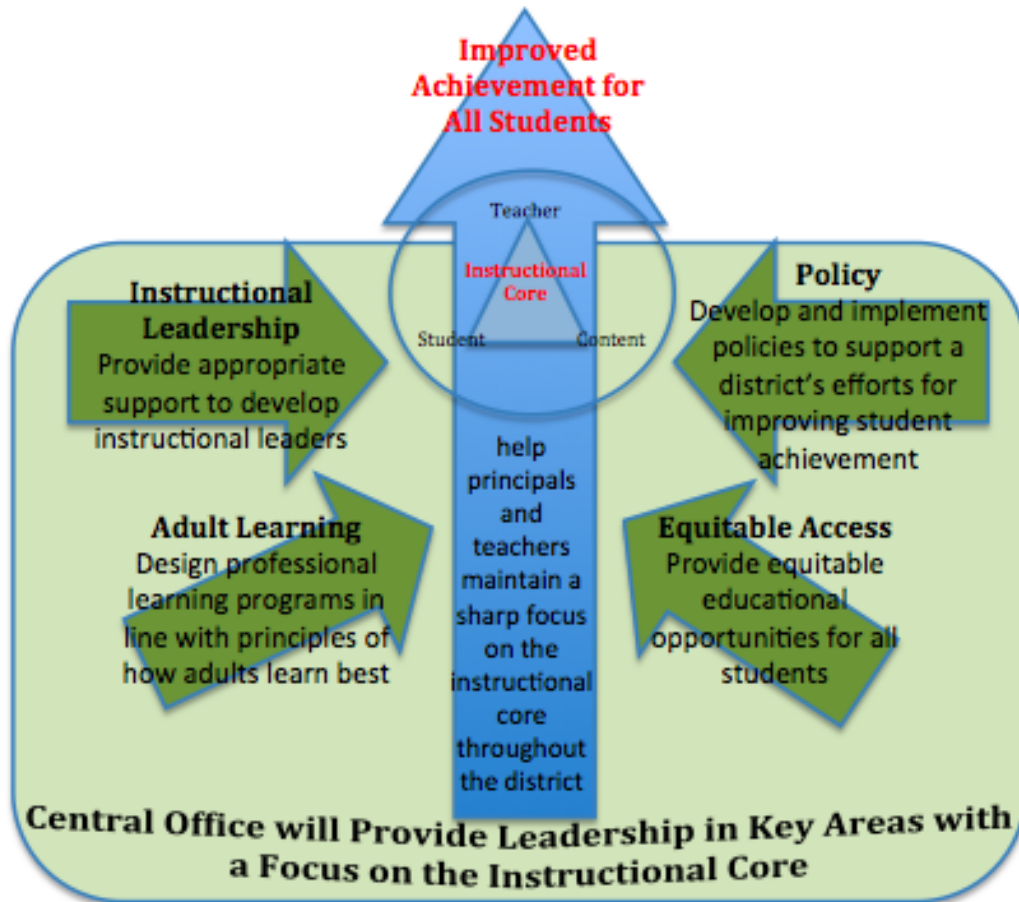 Improved
Achievement for
All Students
Teacher
Instructional
Core
Student
Content
Instructional
Leadership
Provide appropriate
support to develop
instructional leaders
Policy
Develop and implement
policies to support a
district's efforts for
improving student
achievement
Adult Learning
Design professional
learning programs in
line with principles of
how adults learn best
help
principals
and
teachers
maintain a
sharp focus
on the
instructional
core
throughout
the district
Equitable Access
Provide equitable
educational
opportunities for all
students
Central Office will Provide Leadership in Key Areas with
a Focus on the Instructional Core